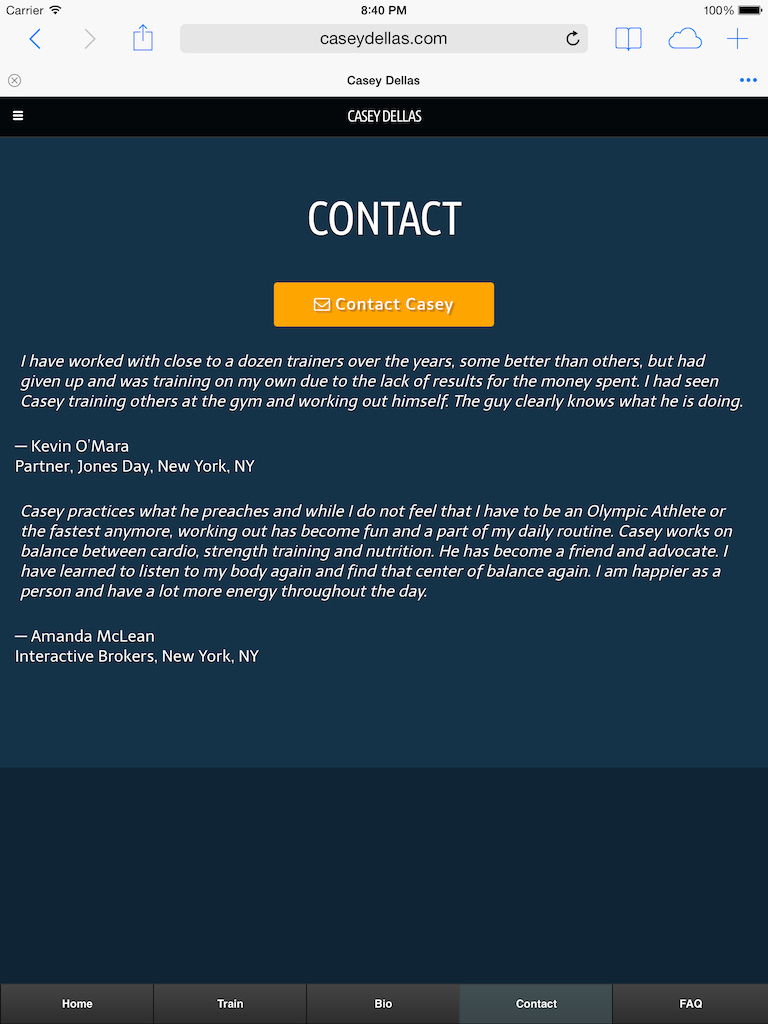 Carrier 8:40 PM 100%
caseydellas.com
Casey Dellas
CASEY DELLAS
CONTACT
Contact Casey
I have worked with close to a dozen trainers over the years, some better than others, but had
given up and was training on my own due to the lack of results for the money spent. I had seen
Casey training others at the gym and working out himself. The guy clearly knows what he is doing.
— Kevin O’Mara
Partner, Jones Day, New York, NY
Casey practices what he preaches and while I do not feel that I have to be an Olympic Athlete or
the fastest anymore, working out has become fun and a part of my daily routine. Casey works on
balance between cardio, strength training and nutrition. He has become a friend and advocate. I
have learned to listen to my body again and find that center of balance again. I am happier as a
person and have a lot more energy throughout the day.
— Amanda McLean
Interactive Brokers, New York, NY
Home Train Bio Contact FAQ